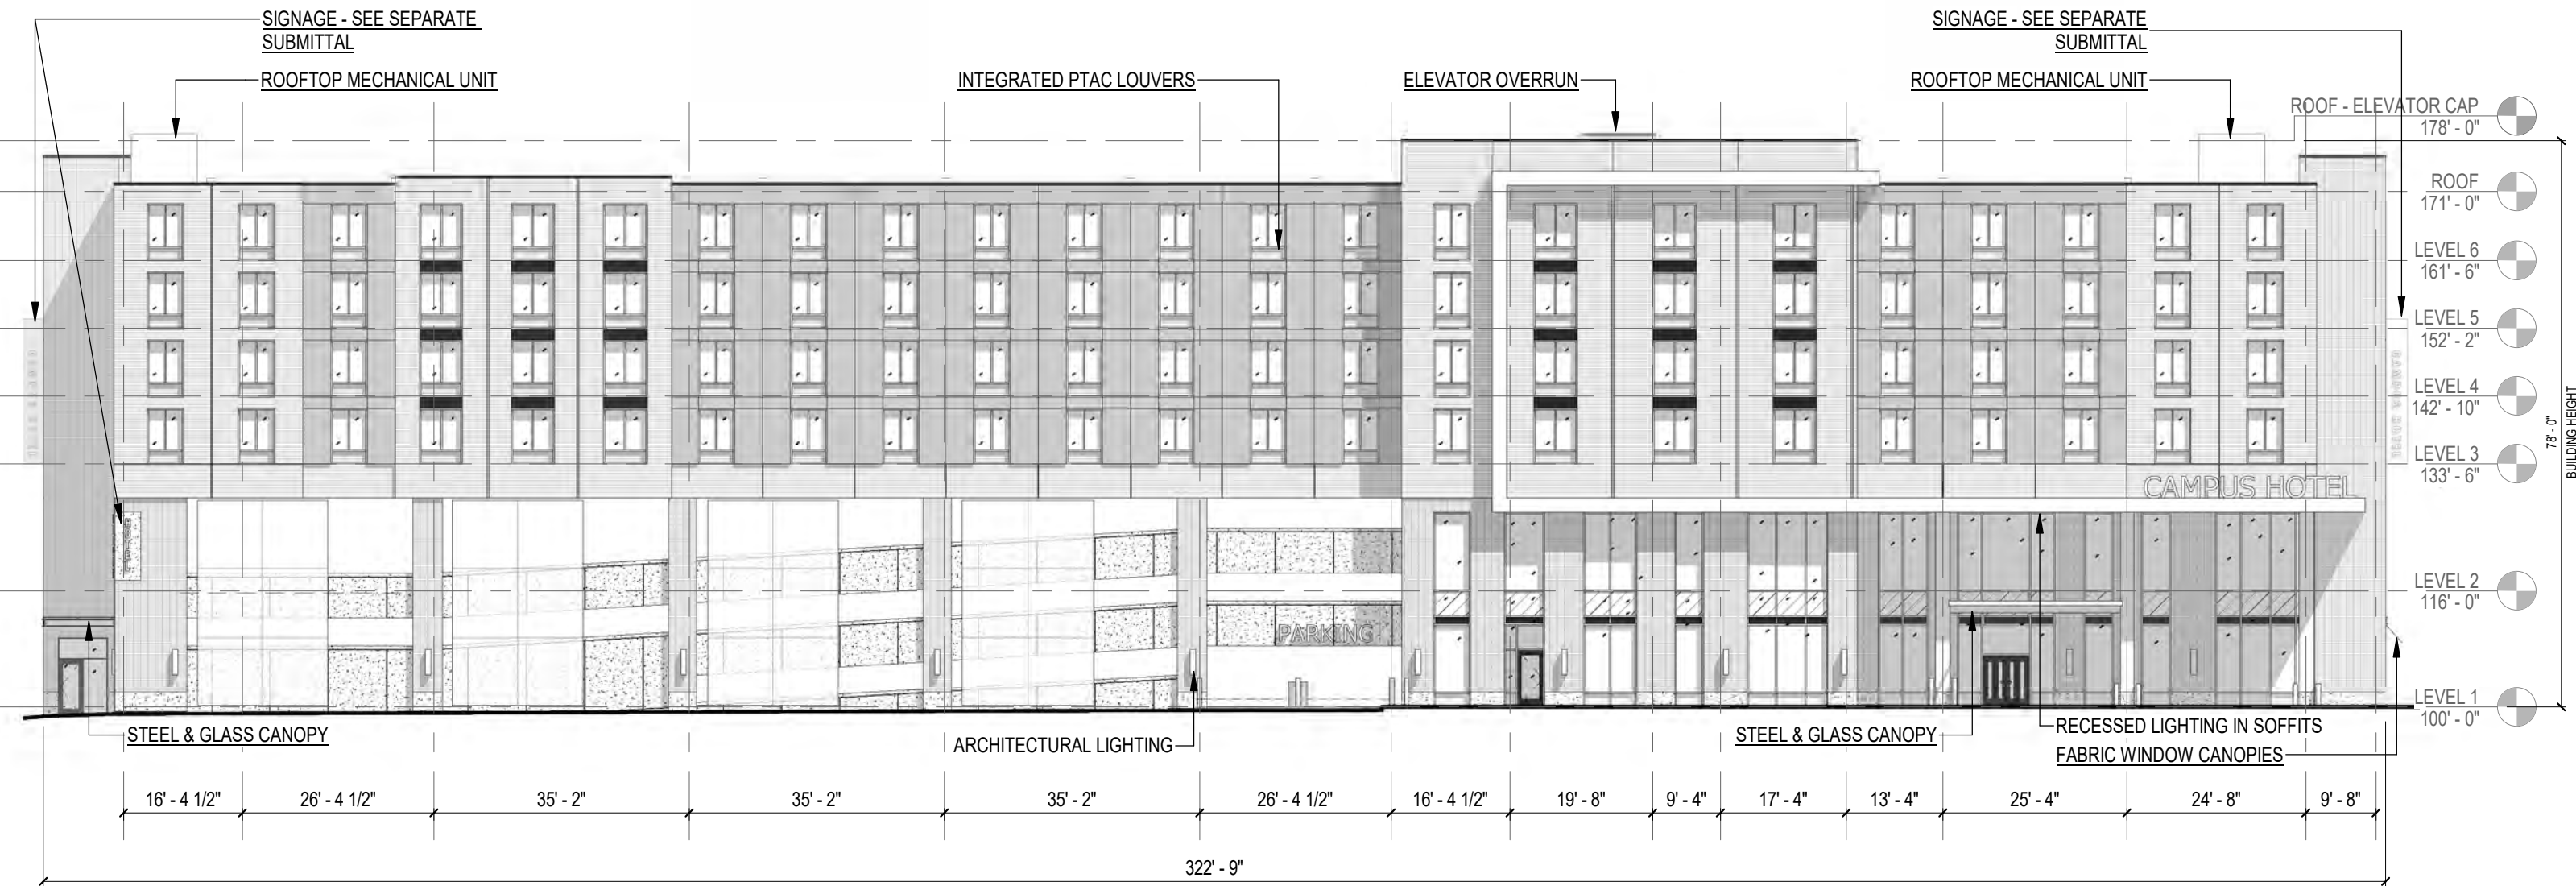 SIGNAGE - SEE SEPARATE
SUBMITTAL
SIGNAGE - SEE SEPARATE
SUBMITTAL
ROOFTOP MECHANICAL UNIT
INTEGRATED PTAC LOUVERS
ELEVATOR OVERRUN
ROOFTOP MECHANICAL UNIT
ROOF - ELEVATOR CAP
178' - 0"
ROOF
171' - 0"
LEVEL 6
161' - 6"
LEVEL 5
152' - 2"
LEVEL 4
142' - 10"
LEVEL 3
133' - 6"
78' - 0"
BUILDING HEIGHT
CAMPUS HOTEL
LEVEL 2
116' - 0"
PARKING
LEVEL 1
100' - 0"
STEEL & GLASS CANOPY
ARCHITECTURAL LIGHTING
STEEL & GLASS CANOPY
RECESSED LIGHTING IN SOFFITS
FABRIC WINDOW CANOPIES
16' - 4 1/2"
26' - 4 1/2"
35' - 2"
35' - 2"
35' - 2"
26' - 4 1/2"
16' - 4 1/2"
19' - 8"
9' - 4"
17' - 4"
13' - 4"
25' - 4"
24' - 8"
9' - 8"
322' - 9"